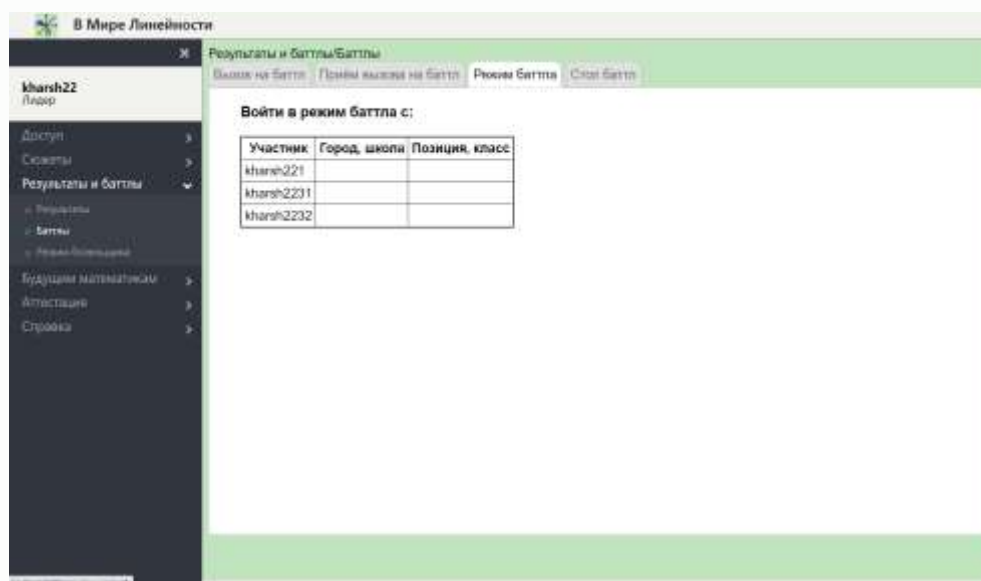 В Мире Линейности
×
Результаты и баттлы/Баттлы
Вызов на баттл Приём вызова на баттл Режим баттла Стоп баттл
kharsh22
Лидер
Войти в режим баттла с:
Участник Город, школа Позиция, класс
kharsh221
kharsh2231
kharsh2232
Доступ
Сюжеты
Результаты и баттлы
Результаты
Баттлы
Режим
Будущим математикам
Аттестация
Справка